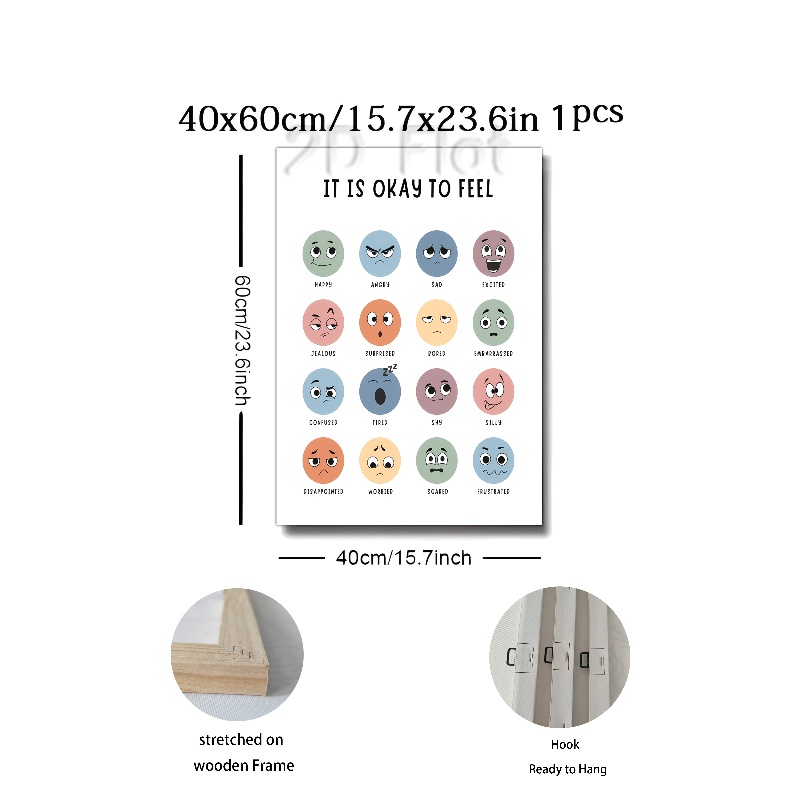 40x60cm/15.7x23.6in 1pcs
2D Flat
IT IS OKAY TO FEEL
HAPPY ANGRY SAD EXCITED
JEALOUS SURPRISED BORED EMBARRASSED
ZZZ
CONFUSED TIRED SHY SILLY
DISAPPOINTED WORRIED SCARED FRUSTRATED
60cm/23.6inch
40cm/15.7inch
stretched on
wooden Frame
Hook
Ready to Hang